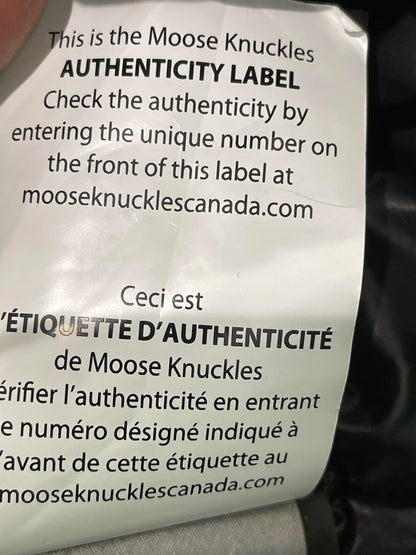 This is the Moose Knuckles
AUTHENTICITY LABEL
Check the authenticity by
entering the unique number on
the front of this label at
mooseknucklescanada.com
Ceci est
'ÉTIQUETTE D'AUTHENTICITÉ
de Moose Knuckles
érifier l'authenticité en entrant
e numéro désigné indiqué à
'avant de cette étiquette au
mooseknucklescanada.com